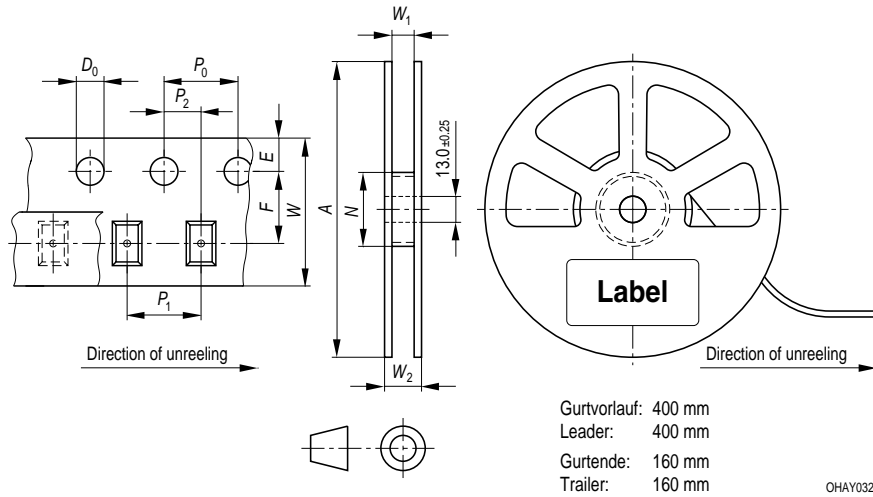 W1
D0
P0
P2
E
F
W
A
N
13.0±0.25
Label
P1
Direction of unreeling
W2
Direction of unreeling
Gurtvorlauf: 400 mm
Leader: 400 mm
Gurtende: 160 mm
Trailer: 160 mm
OHAY0324